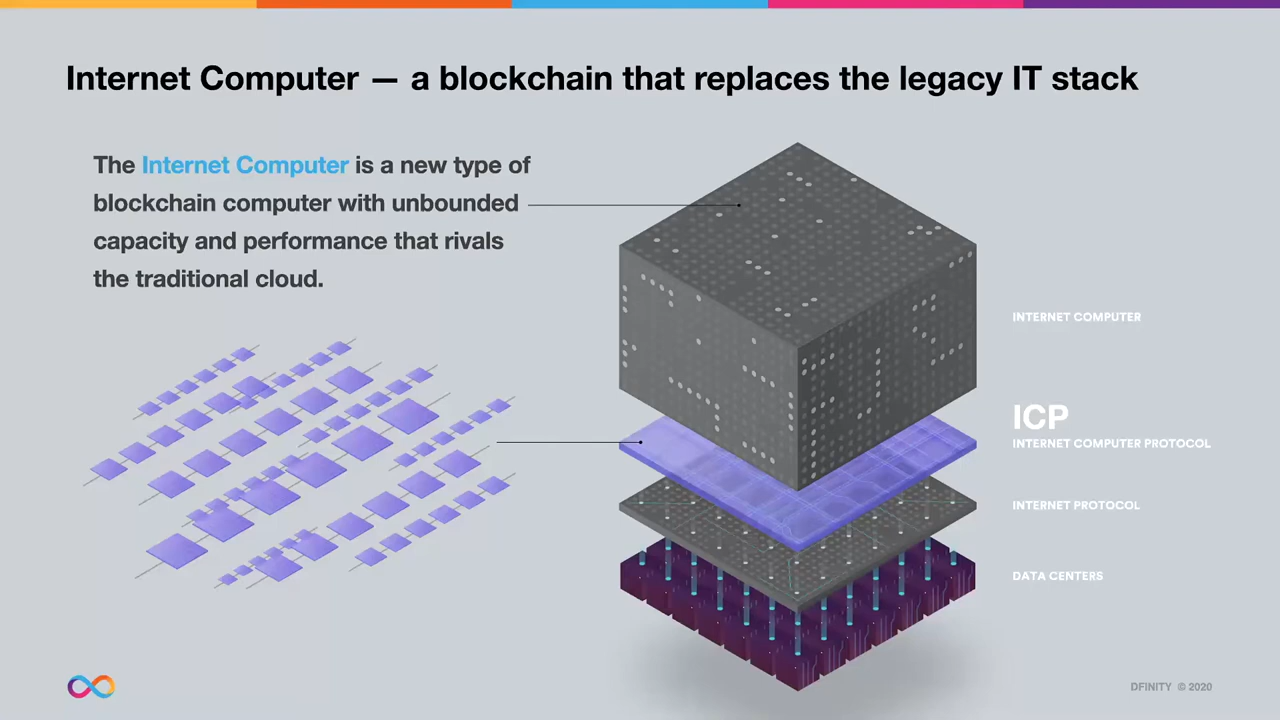 Internet Computer — a blockchain that replaces the legacy IT stack
The Internet Computer is a new type of
blockchain computer with unbounded
capacity and performance that rivals
the traditional cloud.
INTERNET COMPUTER
ICP
INTERNET COMPUTER PROTOCOL
INTERNET PROTOCOL
DATA CENTERS
DFINITY © 2020